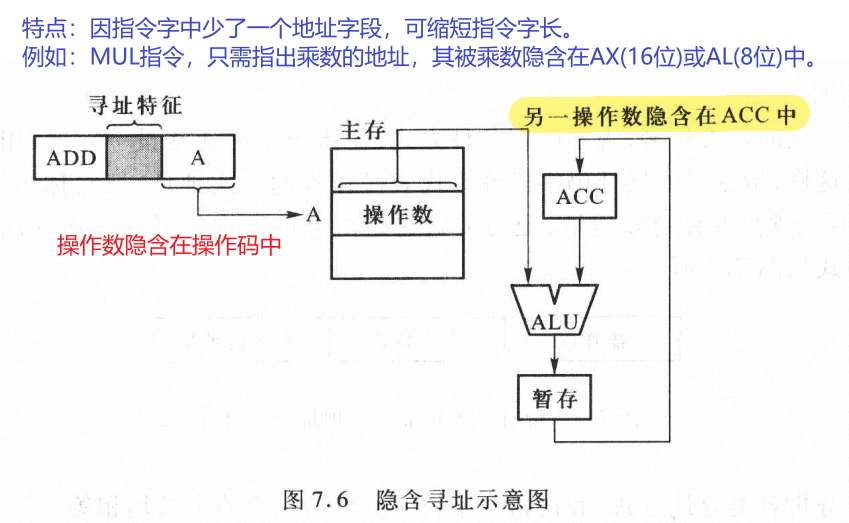 特点：因指令字中少了一个地址字段，可缩短指令字长。
例如：MUL指令，只需指出乘数的地址，其被乘数隐含在AX(16位)或AL(8位)中。
寻址特征
ADD
A
主存
另一操作数隐含在ACC中
A
操作数
ACC
操作数隐含在操作码中
ALU
暂存
图7.6 隐含寻址示意图